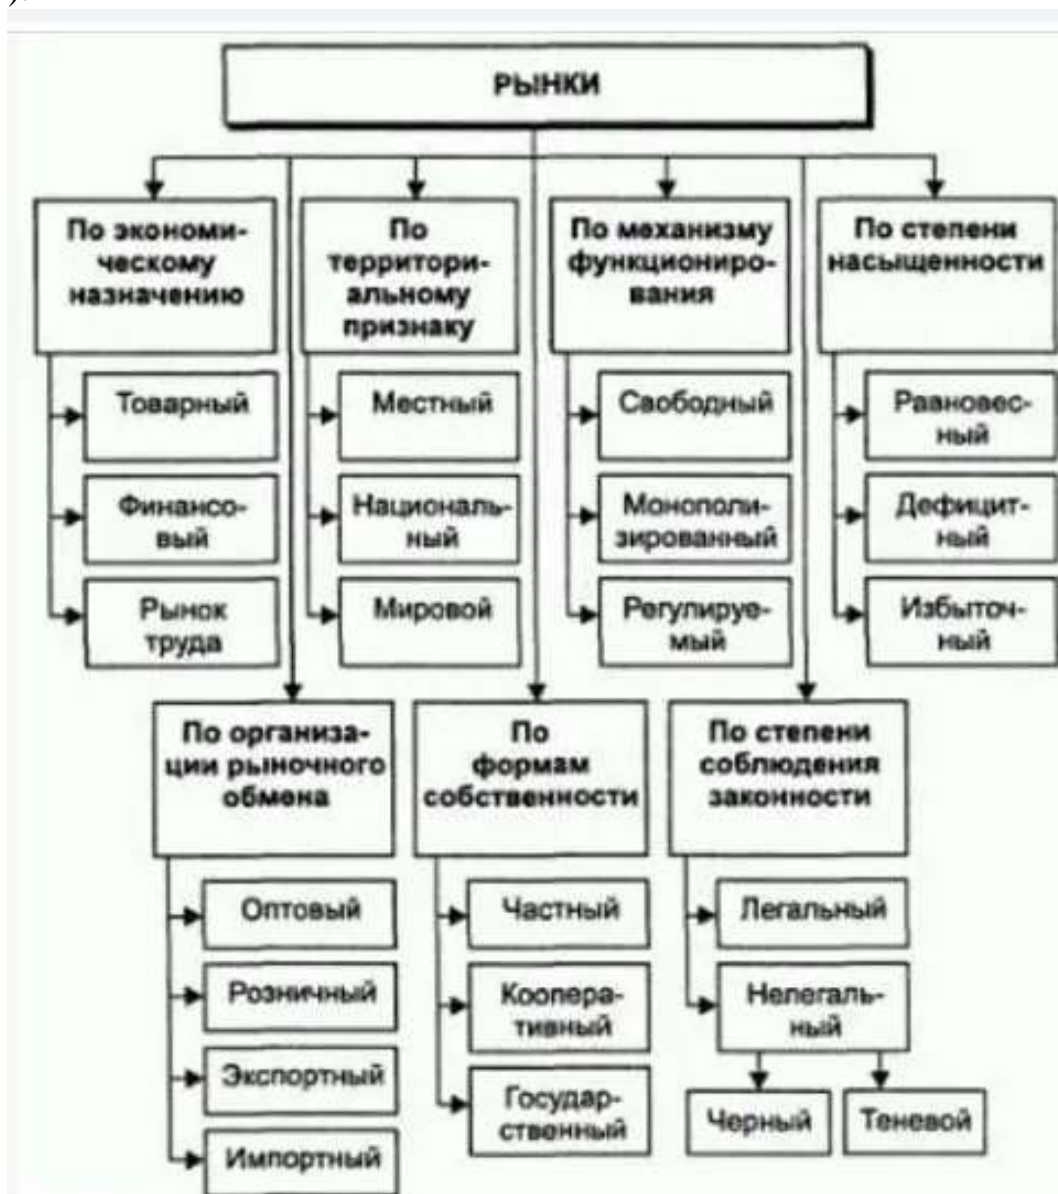 РЫНКИ
По экономи-
ческому
назначению
Товарный
Финансо-
вый
Рынок
труда
По
территори-
альному
признаку
Местный
Националь-
ный
Мировой
По механизму
функциониро-
вания
Свободный
Монополи-
зированный
Регулируе-
мый
По степени
насыщенности
Равновес-
ный
Дефицит-
ный
Избыточ-
ный
По организа-
ции рыночного
обмена
Оптовый
Розничный
Экспортный
Импортный
По
формам
собственности
Частный
Коопера-
тивный
Государ-
ственный
По степени
соблюдения
законности
Легальный
Нелегаль-
ный
Черный
Теневой